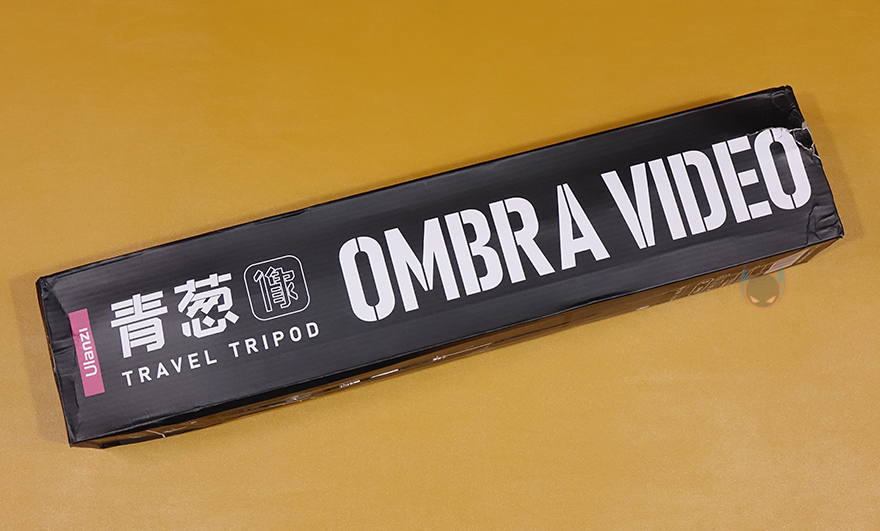 Ulanzi
青葱 像
TRAVEL TRIPOD
OMBRA VIDEO